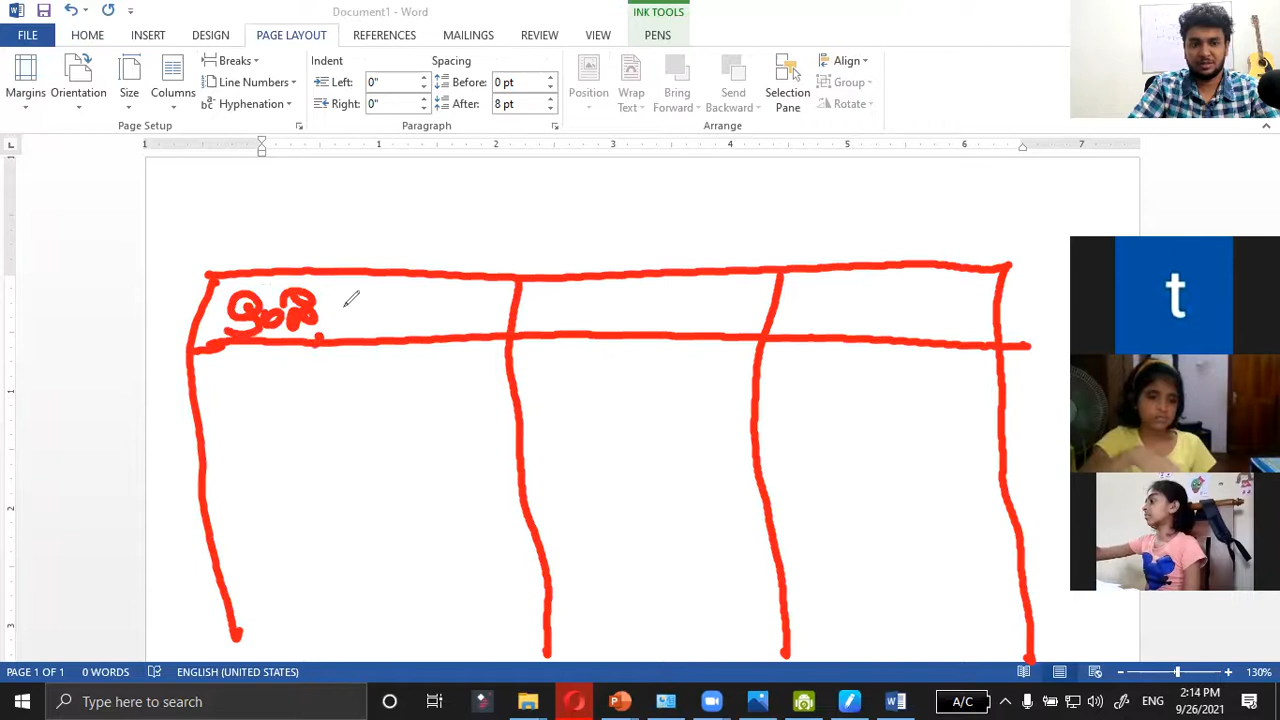 Document1 - Word
INK TOOLS
FILE HOME INSERT DESIGN PAGE LAYOUT REFERENCES MAILINGS REVIEW VIEW PENS
Margins Orientation Size Columns
Breaks
Line Numbers
Hyphenation
Page Setup
Indent
Left: 0"
Right: 0"
Spacing
Before: 0 pt
After: 8 pt
Paragraph
Position Wrap Text Bring Forward Send Backward Selection Pane
Align
Group
Rotate
Arrange
1 1 2 3 4 5 6 7
t
1
2
3
PAGE 1 OF 1 0 WORDS ENGLISH (UNITED STATES) 130%
Type here to search
A/C
ENG
2:14 PM
9/26/2021